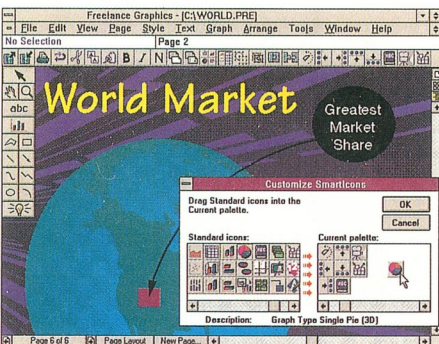 Freelance Graphics - [C:\WORLD.PRE]
File Edit View Page Style Text Graph Arrange Tools Window Help
No Selection
Page 2
B I N
abc
World Market
Greatest
Market
Share
Customize SmartIcons
Drag Standard icons into the
Current palette:
OK
Cancel
Standard icons:
Current palette:
Description: Graph Type Single Pie (3D)
Page 6 of 6 Page Layout New Page...